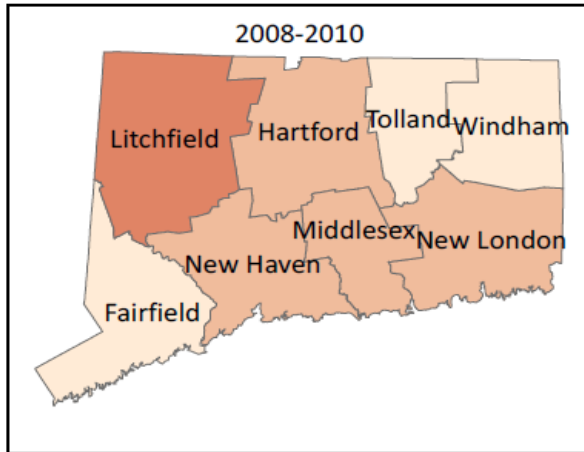 2008-2010
Litchfield
Hartford
Tolland
Windham
Middlesex
New London
New Haven
Fairfield